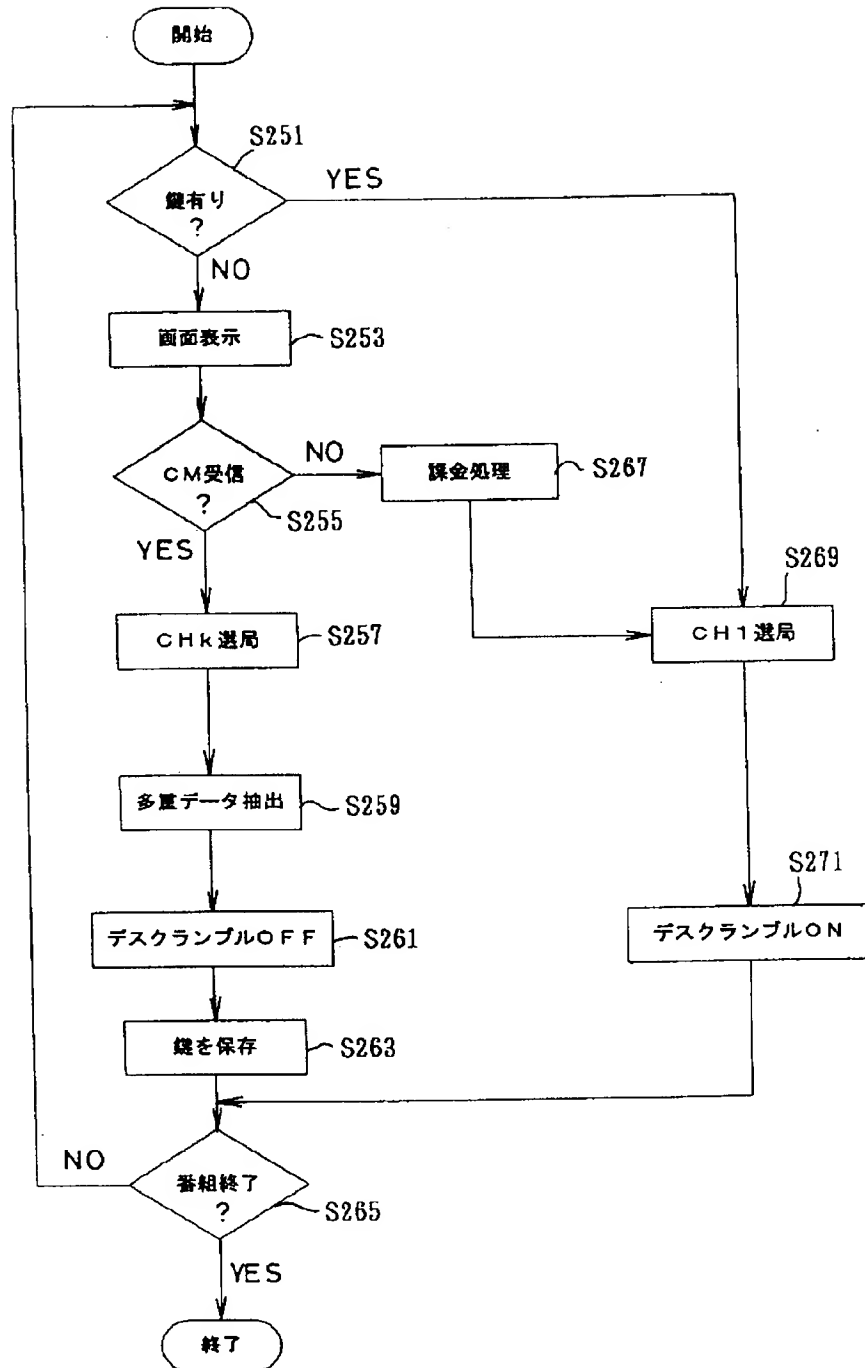 開始
S251
鍵有り
?
YES
NO
画面表示
S253
CM受信
?
NO
S255
YES
課金処理
S267
CHk選局
S257
S269
CH1選局
多重データ抽出
S259
S271
デスクランブルOFF
S261
デスクランブルON
鍵を保存
S263
NO
番組終了
?
S265
YES
終了